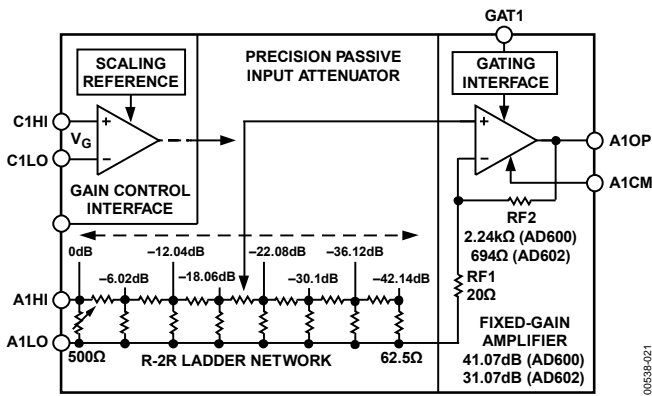 GAT1
SCALING
REFERENCE
PRECISION PASSIVE
INPUT ATTENUATOR
GATING
INTERFACE
C1HI
+
VG
–
C1LO
+
–
A1OP
A1CM
GAIN CONTROL
INTERFACE
RF2
2.24kΩ (AD600)
694Ω (AD602)
0dB
–12.04dB
–22.08dB
–36.12dB
–6.02dB
–18.06dB
–30.1dB
–42.14dB
RF1
20Ω
A1HI
A1LO
500Ω
R-2R LADDER NETWORK
62.5Ω
FIXED-GAIN
AMPLIFIER
41.07dB (AD600)
31.07dB (AD602)
00538-021